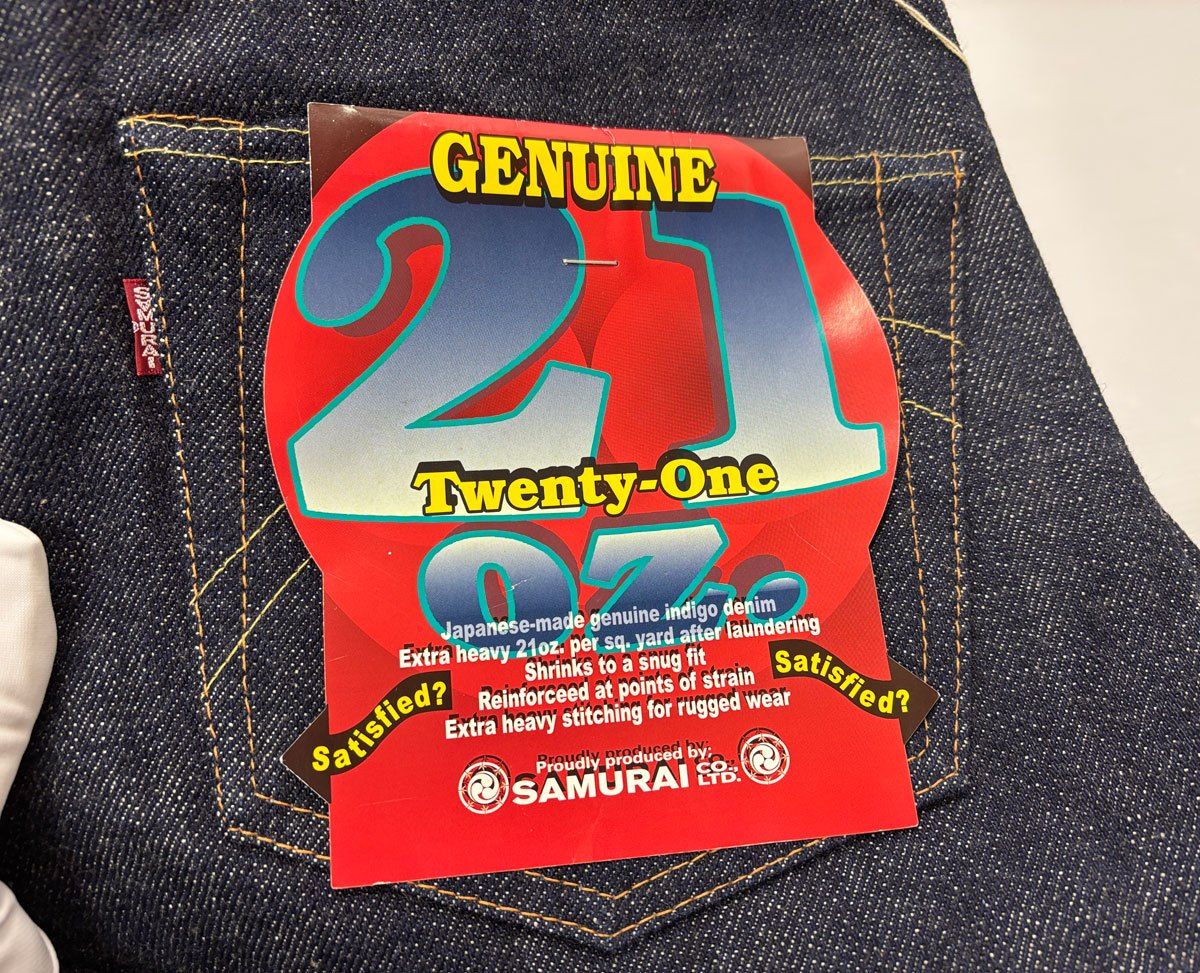 GENUINE
21
Twenty-One
oz.
Japanese-made genuine indigo denim
Extra heavy 21oz. per sq. yard after laundering
Shrinks to a snug fit
Reinforceed at points of strain
Extra heavy stitching for rugged wear
Satisfied?
Satisfied?
Proudly produced by;
SAMURAI CO., LTD.
SAMURAI